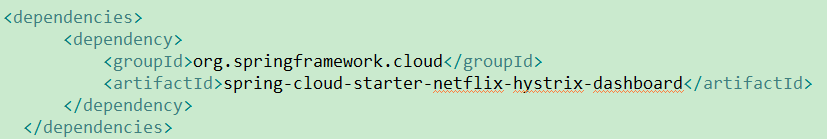 <dependencies>
<dependency>
<groupId>org.springframework.cloud</groupId>
<artifactId>spring-cloud-starter-netflix-hystrix-dashboard</artifactId>
</dependency>
</dependencies>